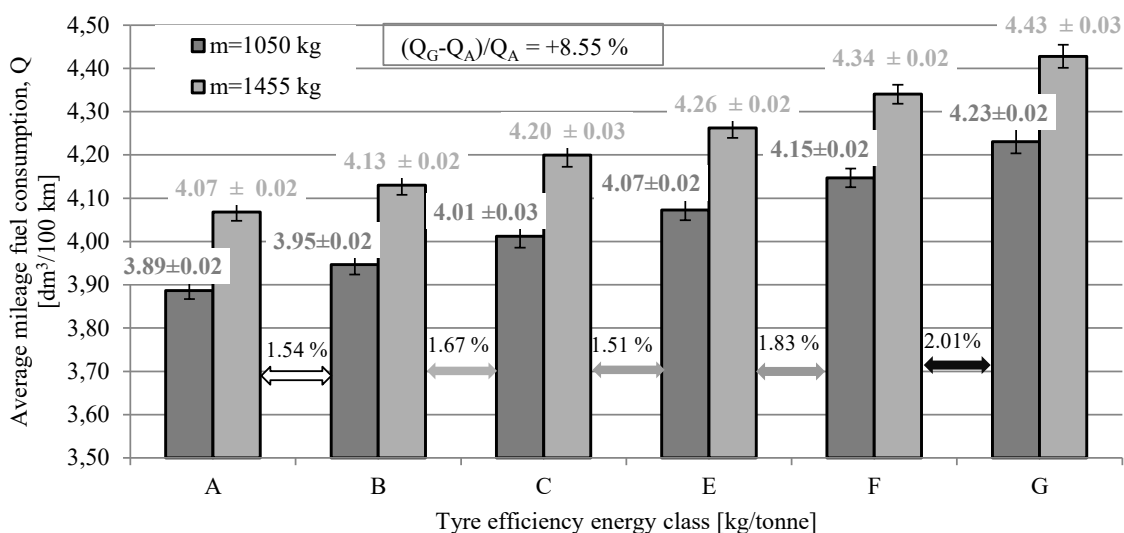 4,50
4,40
4,30
4,20
4,10
4,00
3,90
3,80
3,70
3,60
3,50
Average mileage fuel consumption, Q
[dm³/100 km]
m=1050 kg
m=1455 kg
(Q_G-Q_A)/Q_A = +8.55 %
3.89±0.02
4.07 ± 0.02
3.95±0.02
4.13 ± 0.02
4.01 ±0.03
4.20 ± 0.03
4.07±0.02
4.26 ± 0.02
4.15±0.02
4.34 ± 0.02
4.23±0.02
4.43 ± 0.03
1.54 %
1.67 %
1.51 %
1.83 %
2.01%
A B C E F G
Tyre efficiency energy class [kg/tonne]